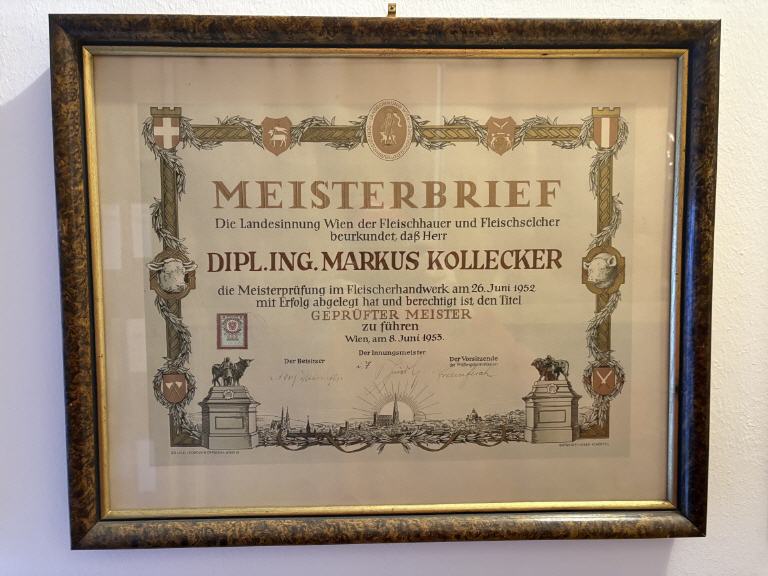 MEISTERBRIEF
Die Landesinnung Wien der Fleischhauer und Fleischselcher
beurkundet, daß Herr
DIPL.ING. MARKUS KOLLECKER
die Meisterprüfung im Fleischerhandwerk am 26. Juni 1952
mit Erfolg abgelegt hat und berechtigt ist den Titel
GEPRÜFTER MEISTER
zu führen
Wien, am 8. Juni 1953.
Der Beisitzer
Der Innungsmeister
Der Vorsitzende
der Prüfungskommission